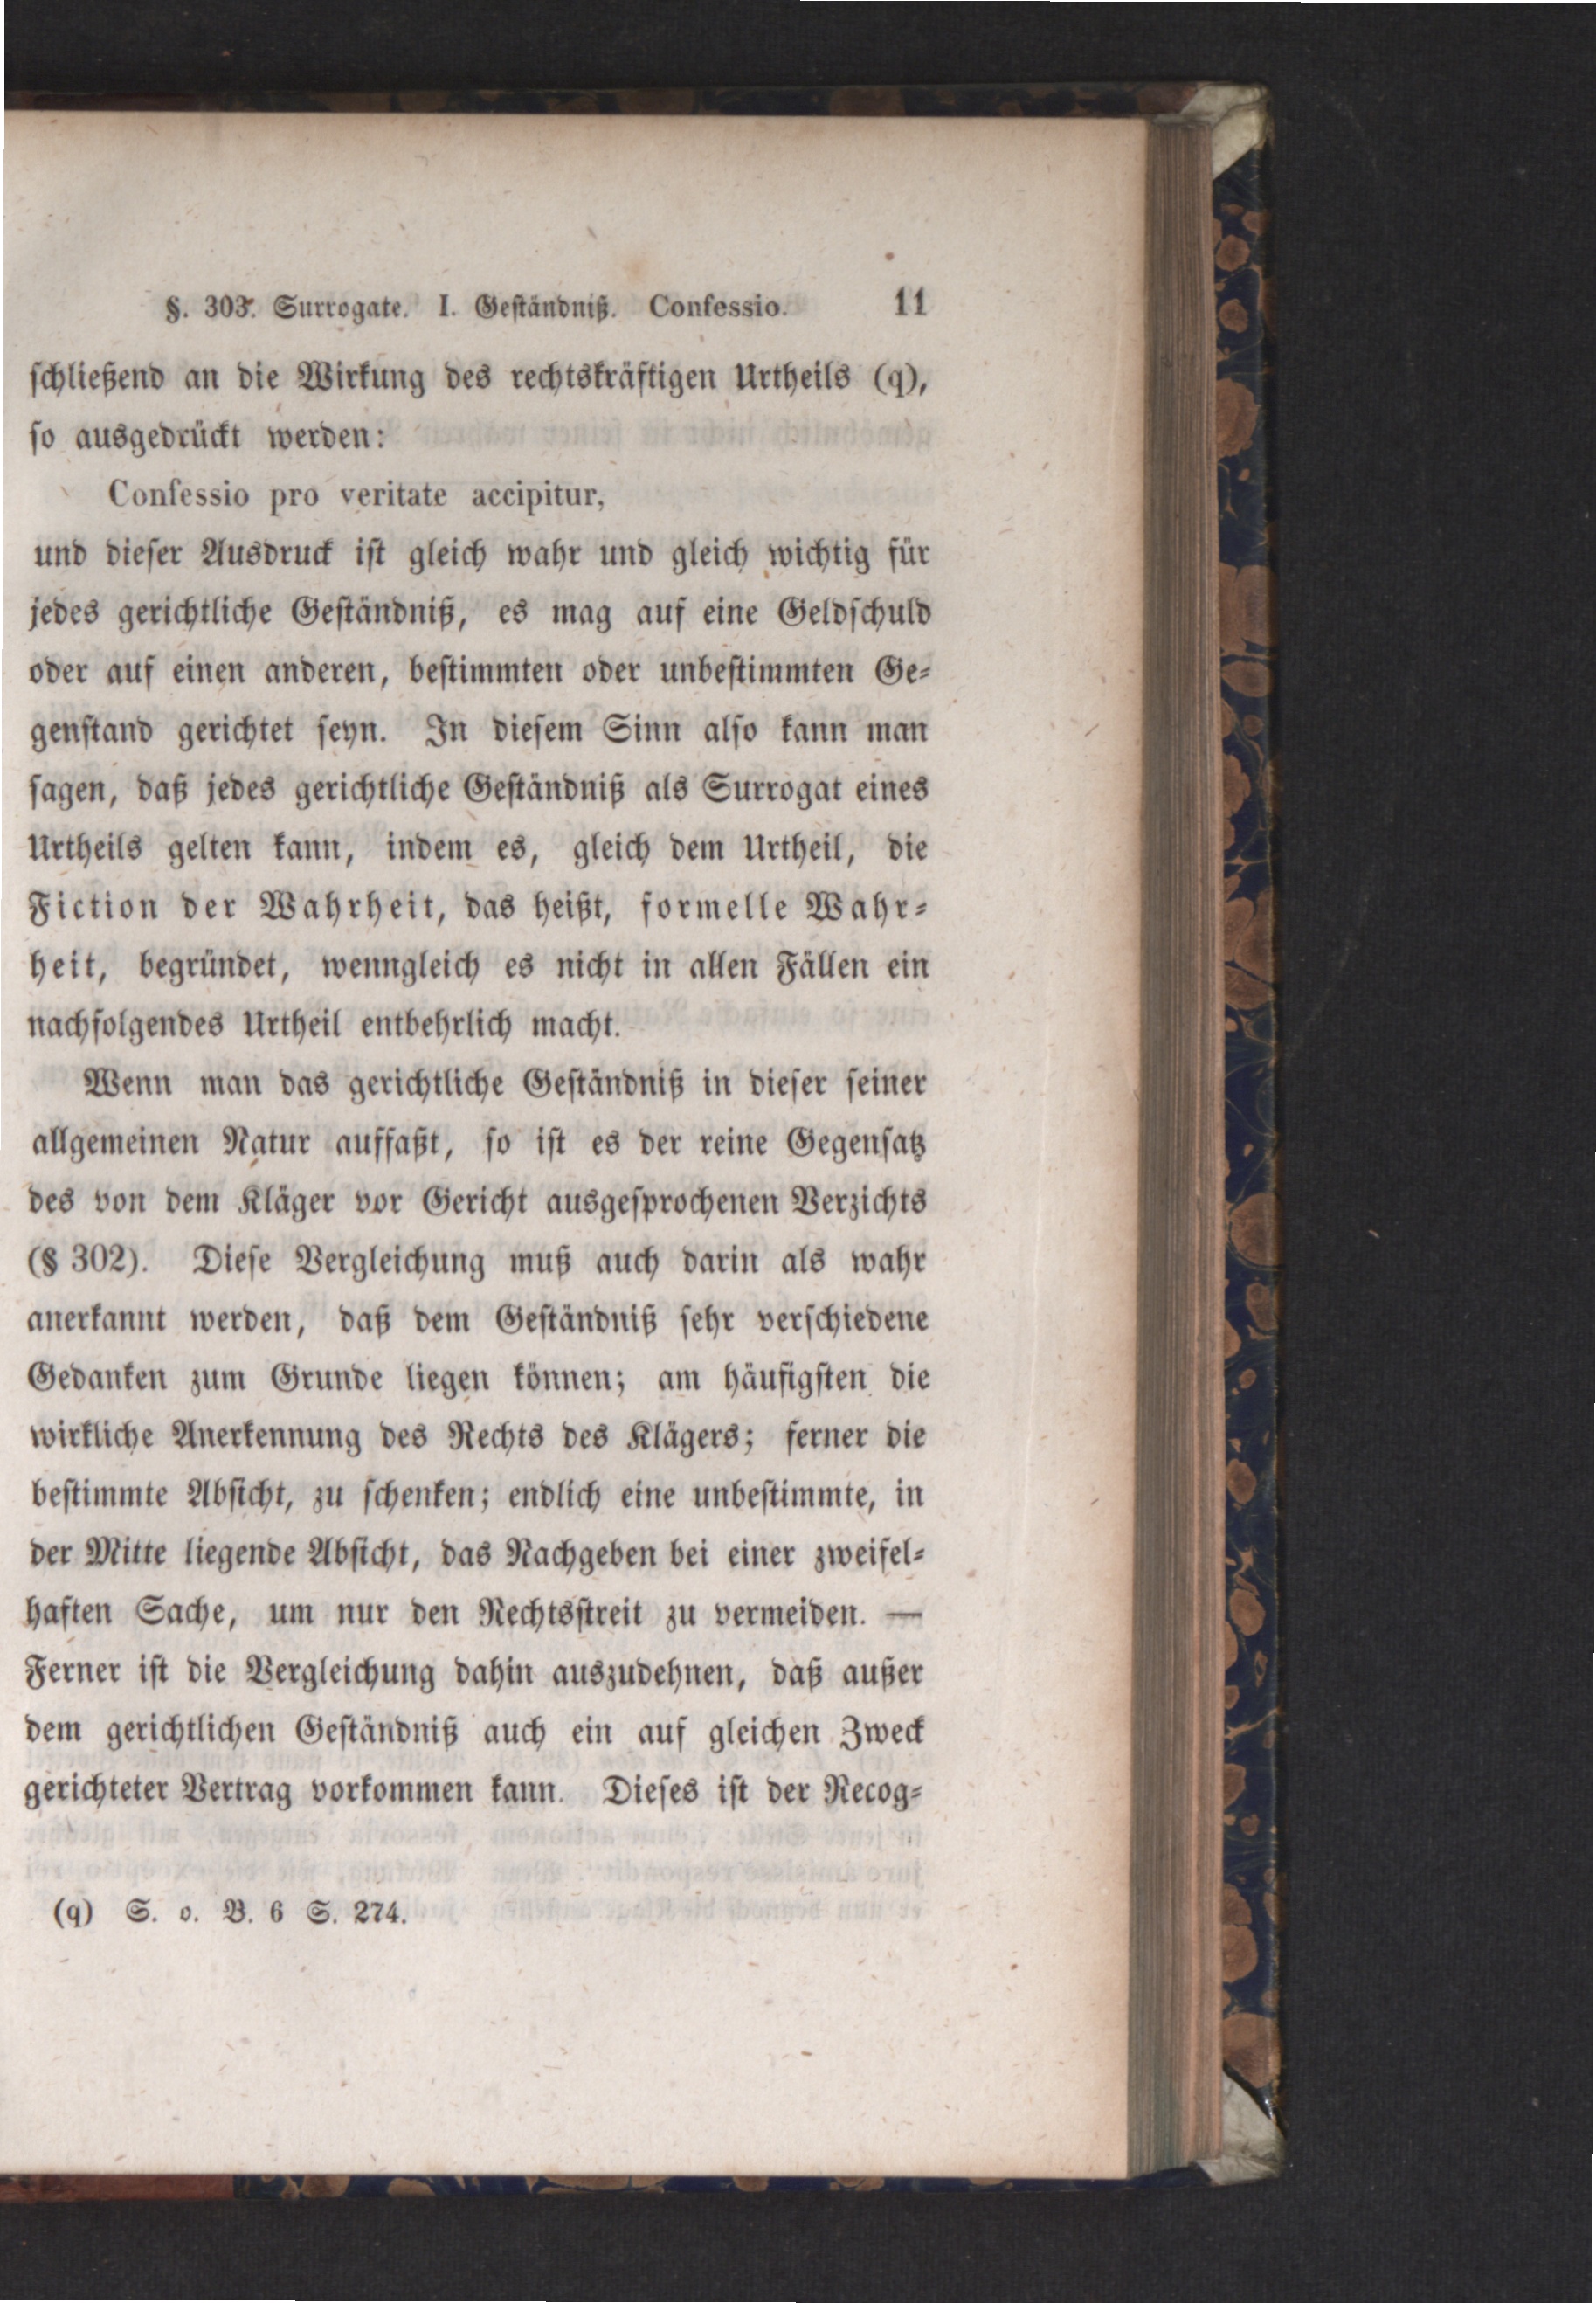 §. 303. Surrogate. I. Geständniß. Confessio. 11
schließend an die Wirkung des rechtskräftigen Urtheils (q),
so ausgedrückt werden:
Confessio pro veritate accipitur,
und dieser Ausdruck ist gleich wahr und gleich wichtig für
jedes gerichtliche Geständniß, es mag auf eine Geldschuld
oder auf einen anderen, bestimmten oder unbestimmten Ge-
genstand gerichtet seyn. In diesem Sinn also kann man
sagen, daß jedes gerichtliche Geständniß als Surrogat eines
Urtheils gelten kann, indem es, gleich dem Urtheil, die
Fiction der Wahrheit, das heißt, formelle Wahr-
heit, begründet, wenngleich es nicht in allen Fällen ein
nachfolgendes Urtheil entbehrlich macht.
Wenn man das gerichtliche Geständniß in dieser seiner
allgemeinen Natur auffaßt, so ist es der reine Gegensatz
des von dem Kläger vor Gericht ausgesprochenen Verzichts
(§ 302). Diese Vergleichung muß auch darin als wahr
anerkannt werden, daß dem Geständniß sehr verschiedene
Gedanken zum Grunde liegen können; am häufigsten die
wirkliche Anerkennung des Rechts des Klägers; ferner die
bestimmte Absicht, zu schenken; endlich eine unbestimmte, in
der Mitte liegende Absicht, das Nachgeben bei einer zweifel-
haften Sache, um nur den Rechtsstreit zu vermeiden. —
Ferner ist die Vergleichung dahin auszudehnen, daß außer
dem gerichtlichen Geständniß auch ein auf gleichen Zweck
gerichteter Vertrag vorkommen kann. Dieses ist der Recog-
(q) S. o. B. 6 S. 274.